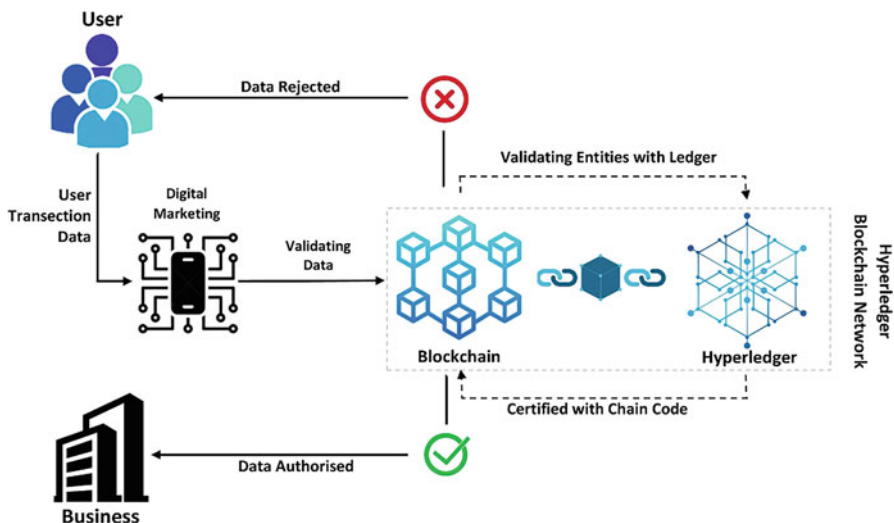 User
Data Rejected
Validating Entities with Ledger
User
Transection
Data
Digital
Marketing
Validating
Data
Blockchain
Hyperledger
Hyperledger
Blockchain Network
Certified with Chain Code
Data Authorised
Business